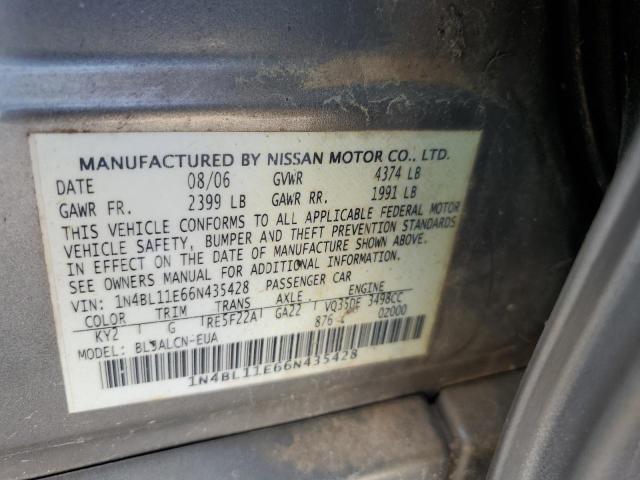 MANUFACTURED BY NISSAN MOTOR CO., LTD.
DATE 08/06 GVWR 4374 LB
GAWR FR. 2399 LB GAWR RR. 1991 LB
THIS VEHICLE CONFORMS TO ALL APPLICABLE FEDERAL MOTOR
VEHICLE SAFETY, BUMPER AND THEFT PREVENTION STANDARDS
IN EFFECT ON THE DATE OF MANUFACTURE SHOWN ABOVE.
SEE OWNERS MANUAL FOR ADDITIONAL INFORMATION.
VIN: 1N4BL11E66N435428 PASSENGER CAR
COLOR TRIM TRANS AXLE ENGINE
KY2 G RE5F22A GA22 VQ35DE 3498CC
MODEL: BL3ALCN-EUA 876 0Z000
1N4BL11E66N435428